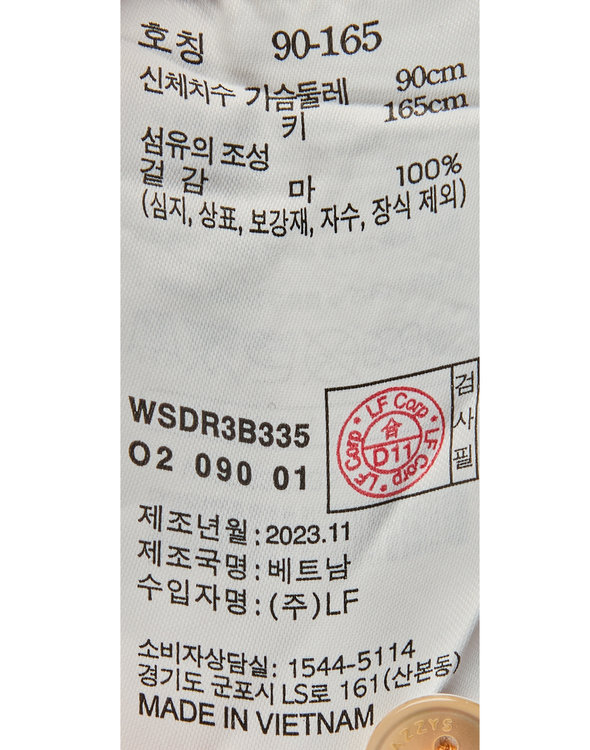 호칭 90-165
신체치수 가슴둘레 90cm
키 165cm
섬유의 조성
겉 감 마 100%
(심지, 상표, 보강재, 자수, 장식 제외)
WSDR3B335
O2 090 01
LF Corp · LF Corp · LF Corp ·
合
D11
검사필
제조년월 : 2023.11
제조국명 : 베트남
수입자명 : (주)LF
소비자상담실: 1544-5114
경기도 군포시 LS로 161(산본동)
MADE IN VIETNAM